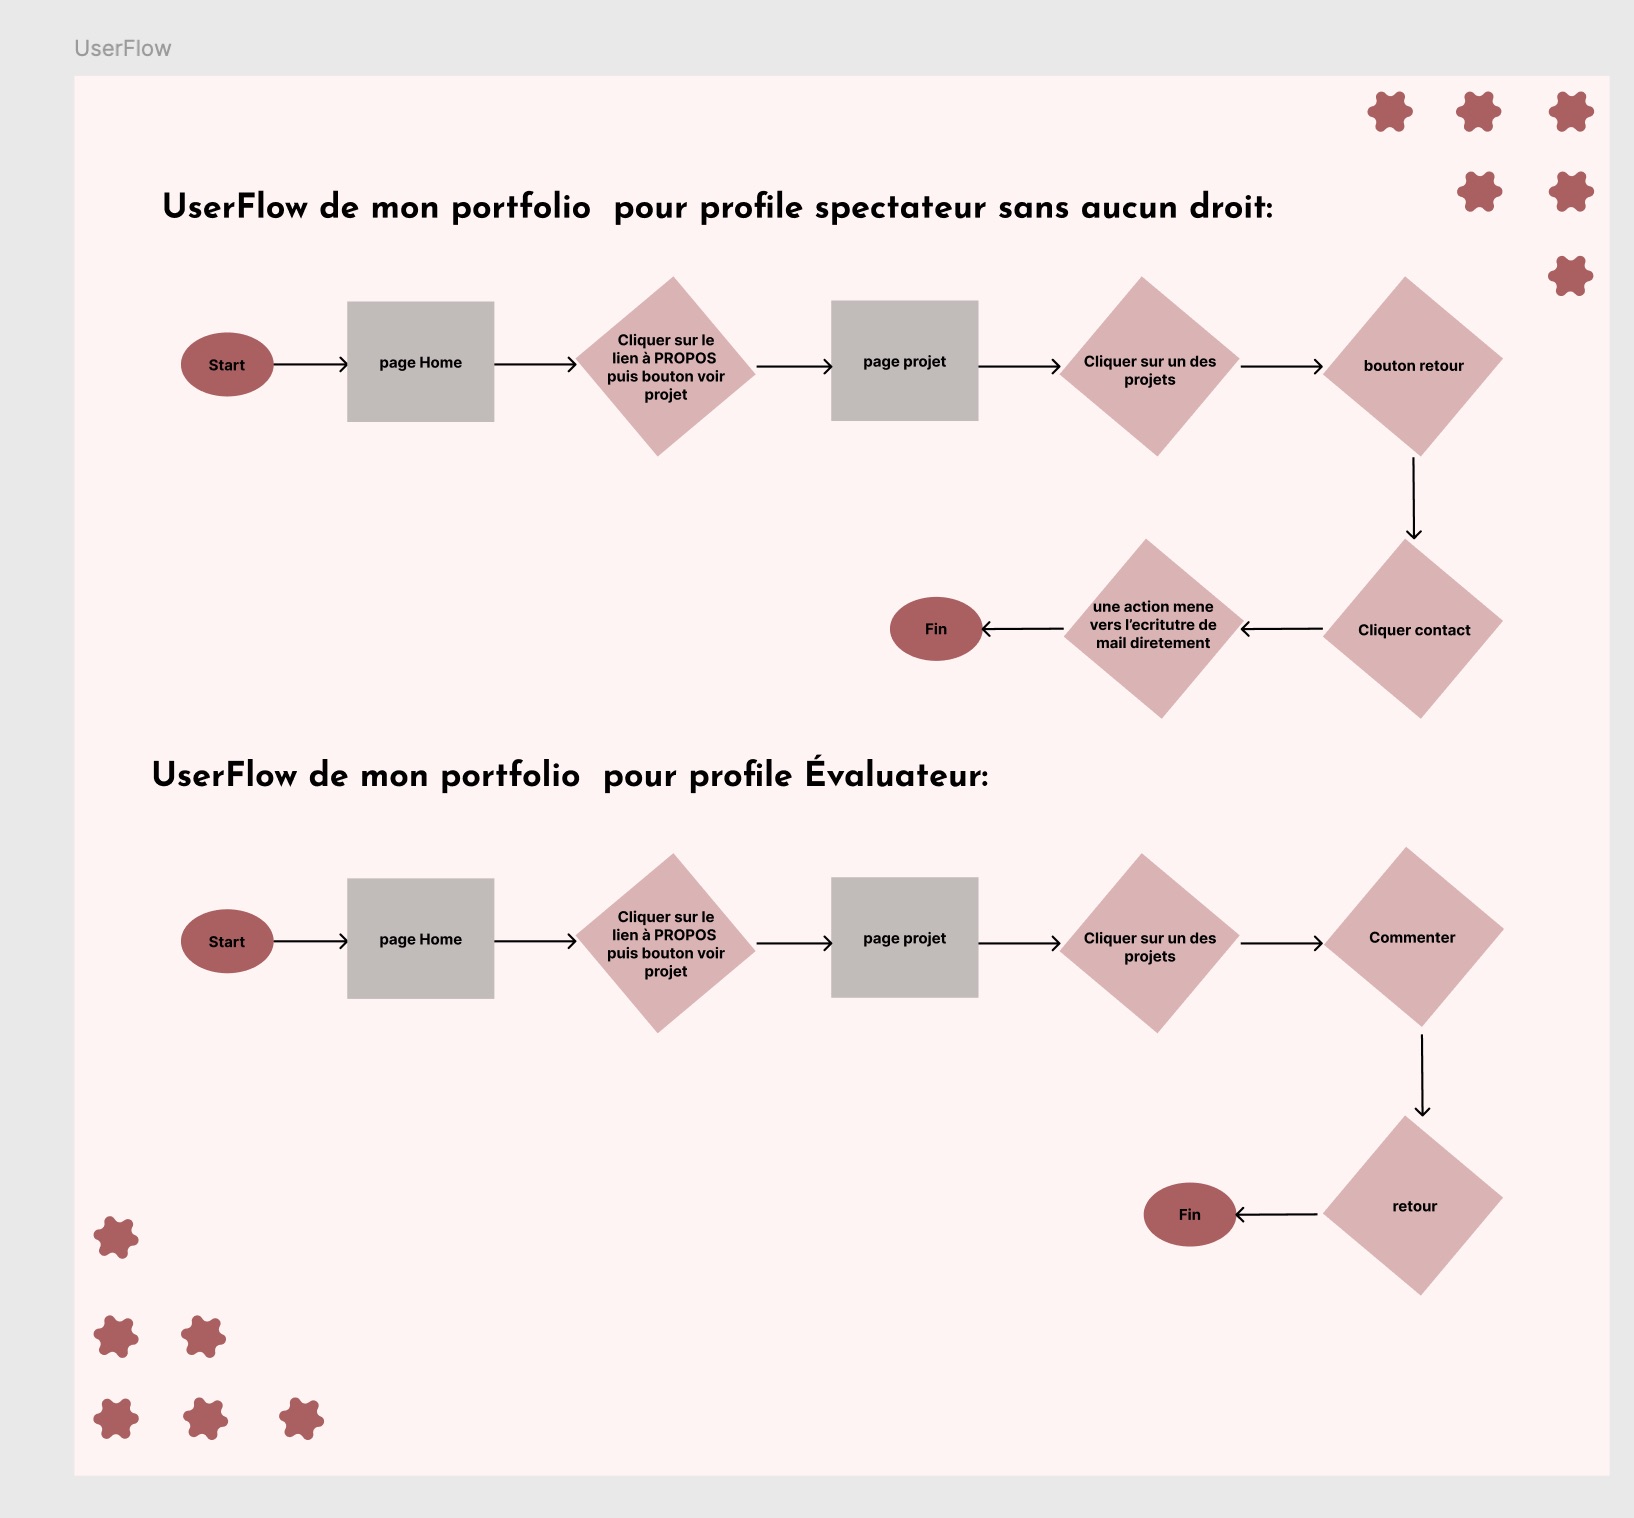 UserFlow
UserFlow de mon portfolio  pour profile spectateur sans aucun droit:
Start
page Home
Cliquer sur le
lien à PROPOS
puis bouton voir
projet
page projet
Cliquer sur un des
projets
bouton retour
Cliquer contact
une action mene
vers l'ecritutre de
mail diretement
Fin
UserFlow de mon portfolio  pour profile Évaluateur:
Start
page Home
Cliquer sur le
lien à PROPOS
puis bouton voir
projet
page projet
Cliquer sur un des
projets
Commenter
retour
Fin